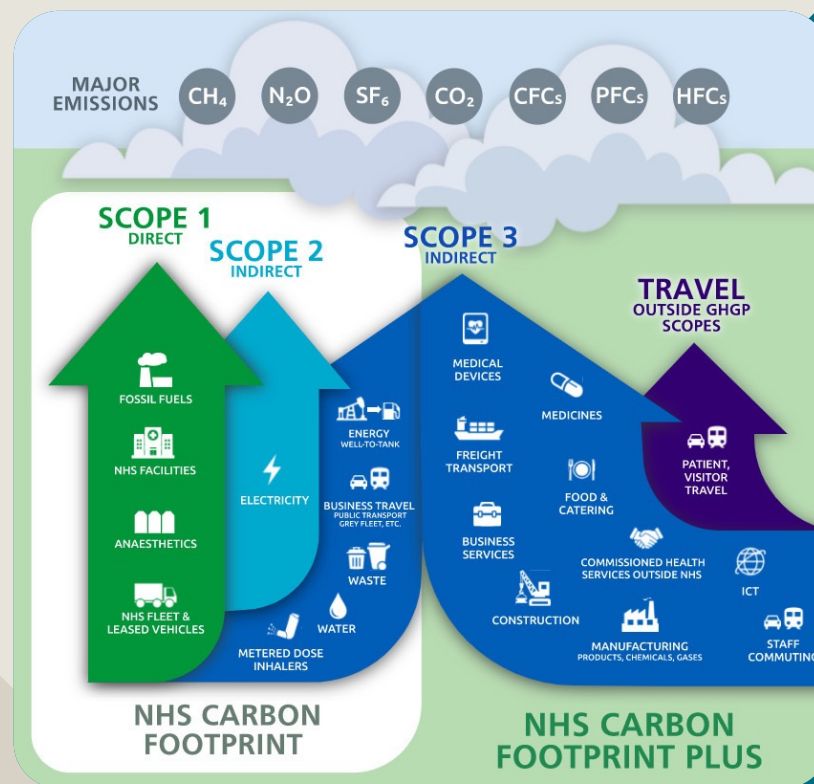 MAJOR
EMISSIONS
CH₄
N₂O
SF₆
CO₂
CFCs
PFCs
HFCs
SCOPE 1
DIRECT
SCOPE 2
INDIRECT
SCOPE 3
INDIRECT
TRAVEL
OUTSIDE GHGP
SCOPES
FOSSIL FUELS
NHS FACILITIES
ANAESTHETICS
NHS FLEET &
LEASED VEHICLES
ELECTRICITY
ENERGY
WELL-TO-TANK
BUSINESS TRAVEL
PUBLIC TRANSPORT
GREY FLEET, ETC.
WASTE
WATER
METERED DOSE
INHALERS
MEDICAL
DEVICES
MEDICINES
FREIGHT
TRANSPORT
FOOD &
CATERING
BUSINESS
SERVICES
COMMISSIONED HEALTH
SERVICES OUTSIDE NHS
CONSTRUCTION
MANUFACTURING
PRODUCTS, CHEMICALS, GASES
ICT
STAFF
COMMUTING
PATIENT,
VISITOR
TRAVEL
NHS CARBON
FOOTPRINT
NHS CARBON
FOOTPRINT PLUS